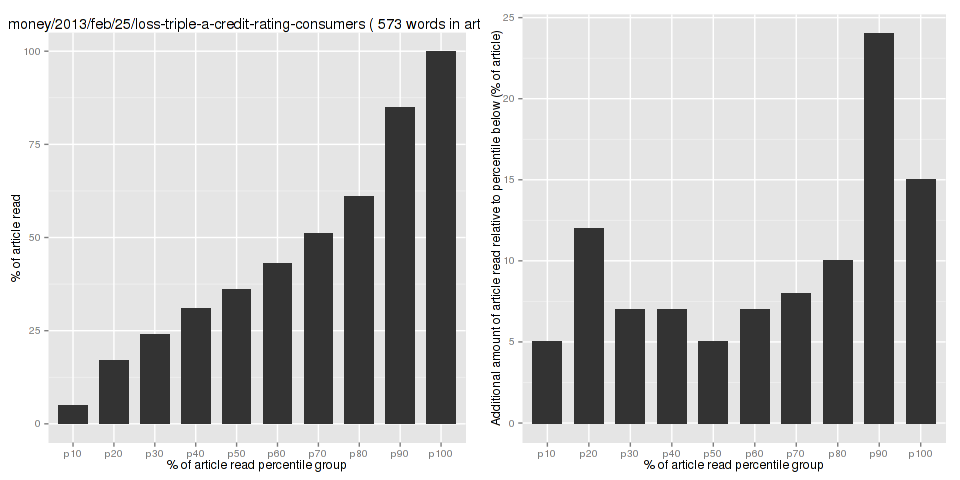 money/2013/feb/25/loss-triple-a-credit-rating-consumers ( 573 words in art
% of article read
100
75
50
25
0
p10 p20 p30 p40 p50 p60 p70 p80 p90 p100
% of article read percentile group
Additional amount of article read relative to percentile below (% of article)
25
20
15
10
5
0
p10 p20 p30 p40 p50 p60 p70 p80 p90 p100
% of article read percentile group